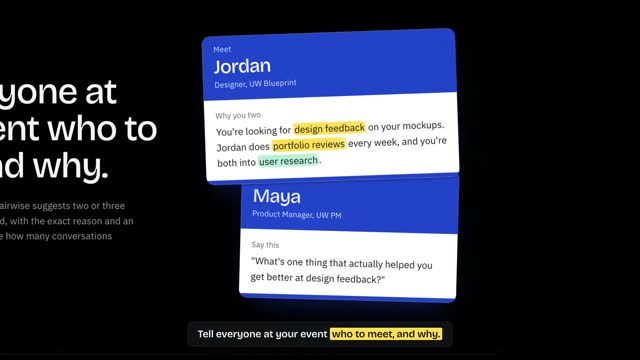 yone at
ent who to
nd why.
airwise suggests two or three
d, with the exact reason and an
e how many conversations
Meet
Jordan
Designer, UW Blueprint
Why you two
You're looking for design feedback on your mockups.
Jordan does portfolio reviews every week, and you're
both into user research.
Maya
Product Manager, UW PM
Say this
"What's one thing that actually helped you
get better at design feedback?"
Tell everyone at your event who to meet, and why.